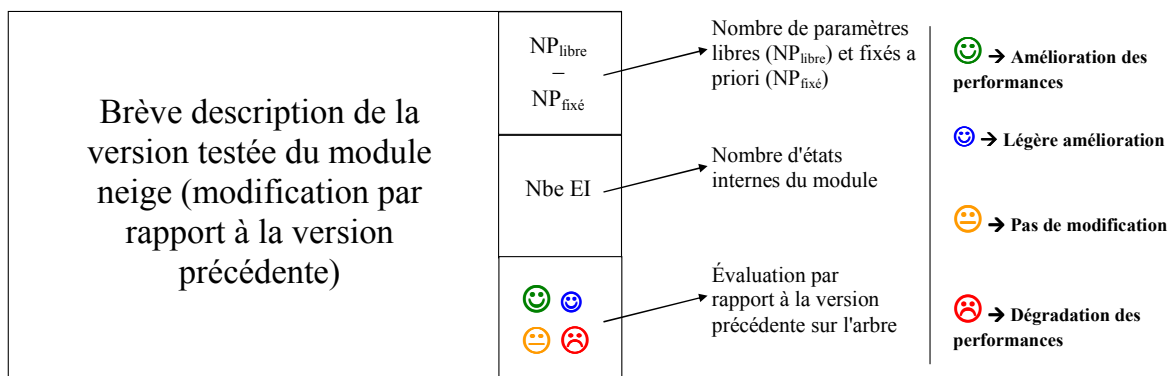 Brève description de la
version testée du module
neige (modification par
rapport à la version
précédente)
NPlibre
–
NPfixé
Nbe EI
Nombre de paramètres
libres (NPlibre) et fixés a
priori (NPfixé)
Nombre d'états
internes du module
Évaluation par
rapport à la version
précédente sur l'arbre
→ Amélioration des
performances
→ Légère amélioration
→ Pas de modification
→ Dégradation des
performances